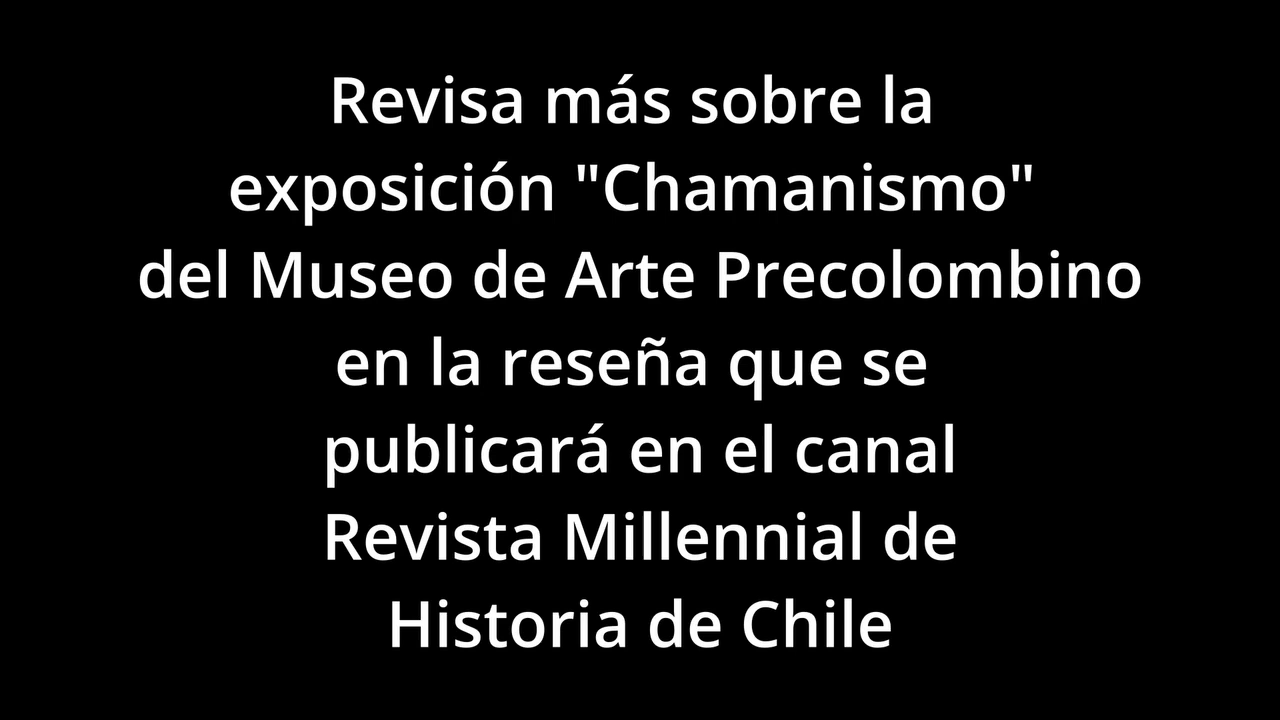 Revisa más sobre la
exposición "Chamanismo"
del Museo de Arte Precolombino
en la reseña que se
publicará en el canal
Revista Millennial de
Historia de Chile